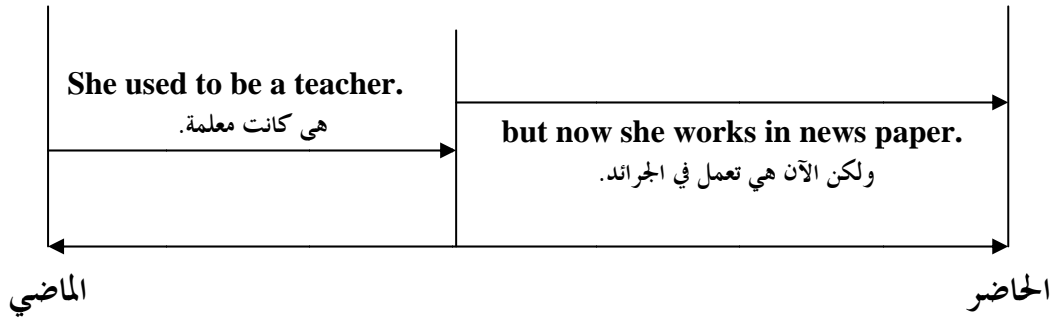 She used to be a teacher.
هى كانت معلمة.
but now she works in news paper.
ولكن الآن هي تعمل في الجرائد.
الماضي
الحاضر